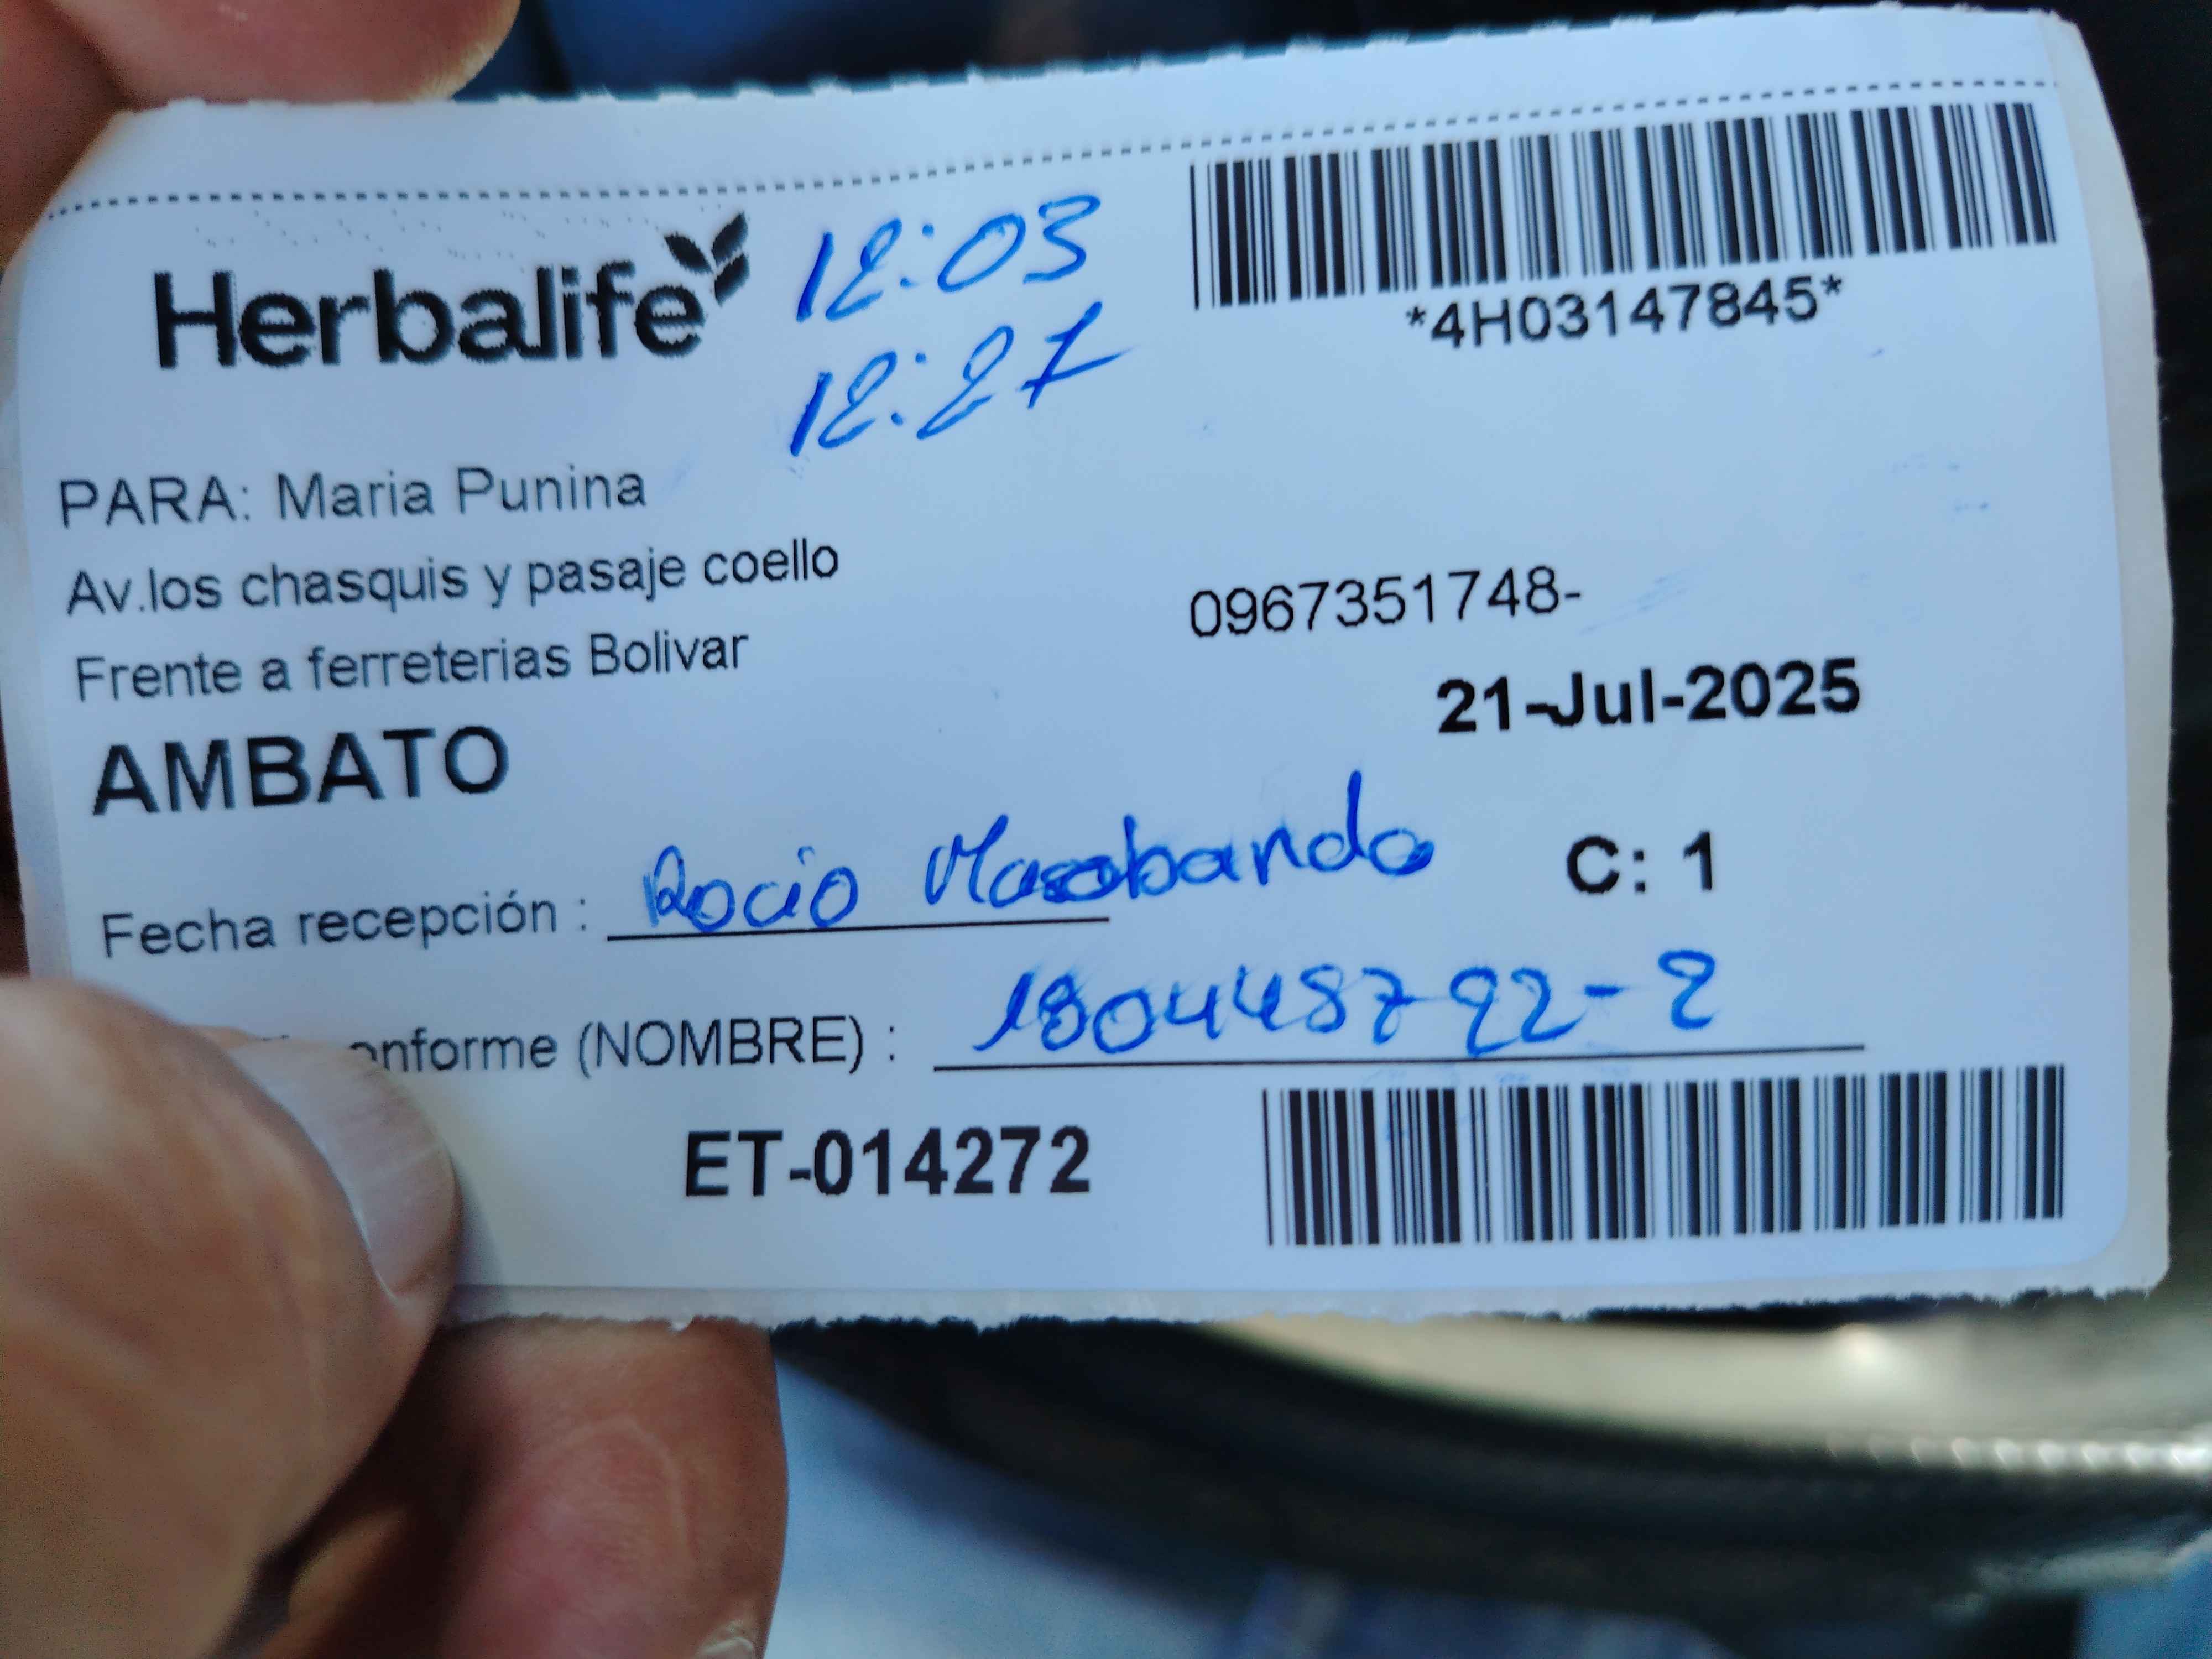 Herbalife
12:03
12:27
*4H03147845*
PARA: Maria Punina
Av.los chasquis y pasaje coello
0967351748-
Frente a ferreterias Bolivar
21-Jul-2025
AMBATO
C: 1
Fecha recepción : Rocio Masabanda
onforme (NOMBRE) :
ET-014272